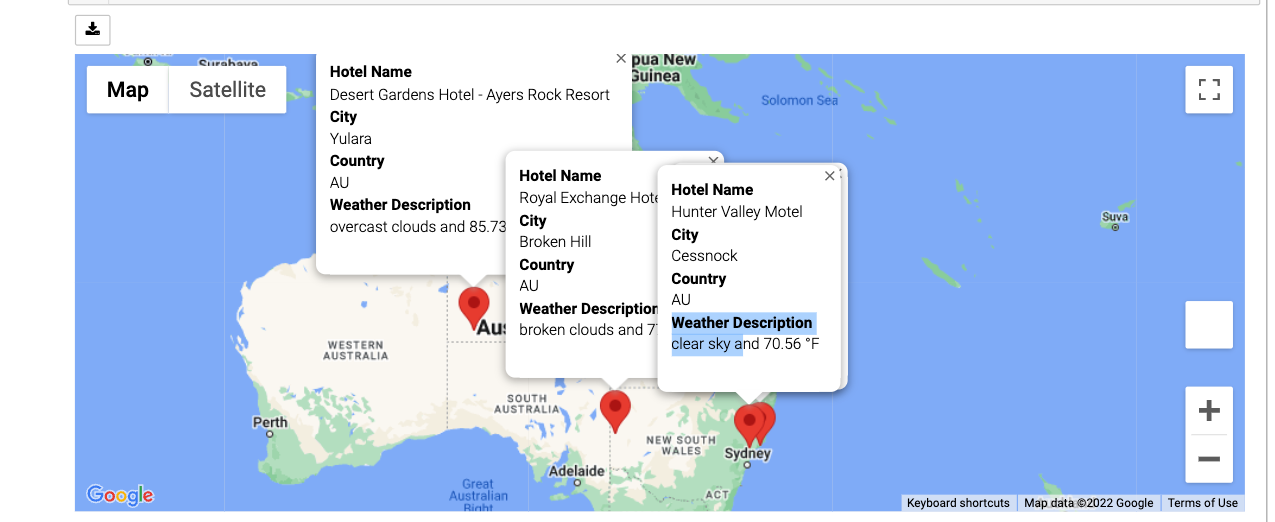 Surabaya
pua New
Guinea
Solomon Sea
Map
Satellite
Hotel Name
Desert Gardens Hotel - Ayers Rock Resort
City
Yulara
Country
AU
Weather Description
overcast clouds and 85.73
Hotel Name
Royal Exchange Hote
City
Broken Hill
Country
AU
Weather Description
broken clouds and 7
Hotel Name
Hunter Valley Motel
City
Cessnock
Country
AU
Weather Description
clear sky and 70.56 °F
Suva
Aus
WESTERN
AUSTRALIA
SOUTH
AUSTRALIA
Perth
NEW SOUTH
WALES
Sydney
Adelaide
Great
Australian
Bight
ACT
Google
Keyboard shortcuts
Map data ©2022 Google
Terms of Use